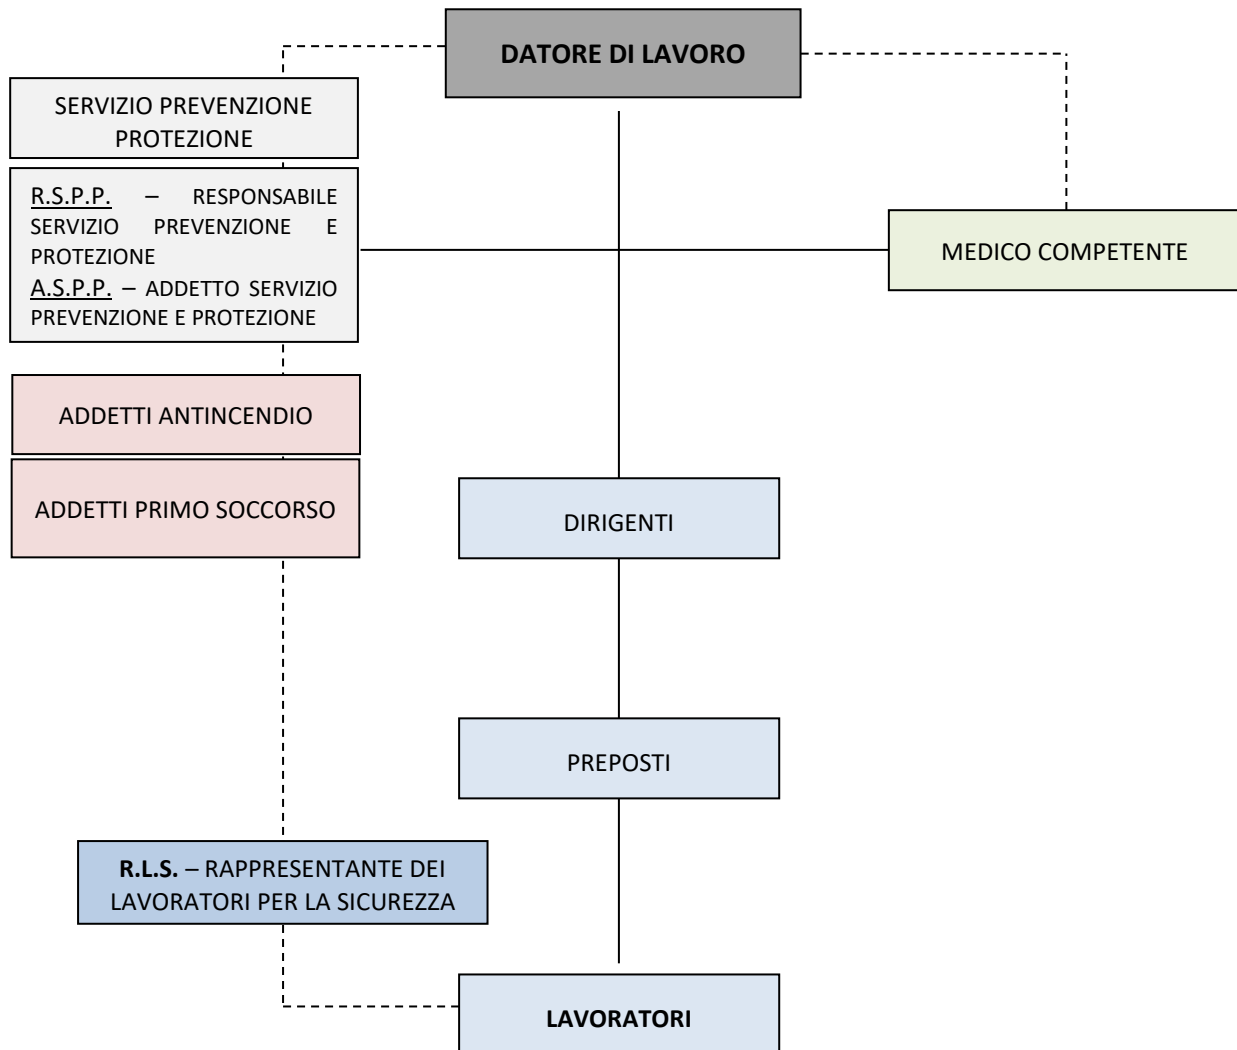 DATORE DI LAVORO
SERVIZIO PREVENZIONE
PROTEZIONE
R.S.P.P. – RESPONSABILE
SERVIZIO PREVENZIONE E
PROTEZIONE
A.S.P.P. – ADDETTO SERVIZIO
PREVENZIONE E PROTEZIONE
MEDICO COMPETENTE
ADDETTI ANTINCENDIO
ADDETTI PRIMO SOCCORSO
DIRIGENTI
PREPOSTI
R.L.S. – RAPPRESENTANTE DEI
LAVORATORI PER LA SICUREZZA
LAVORATORI